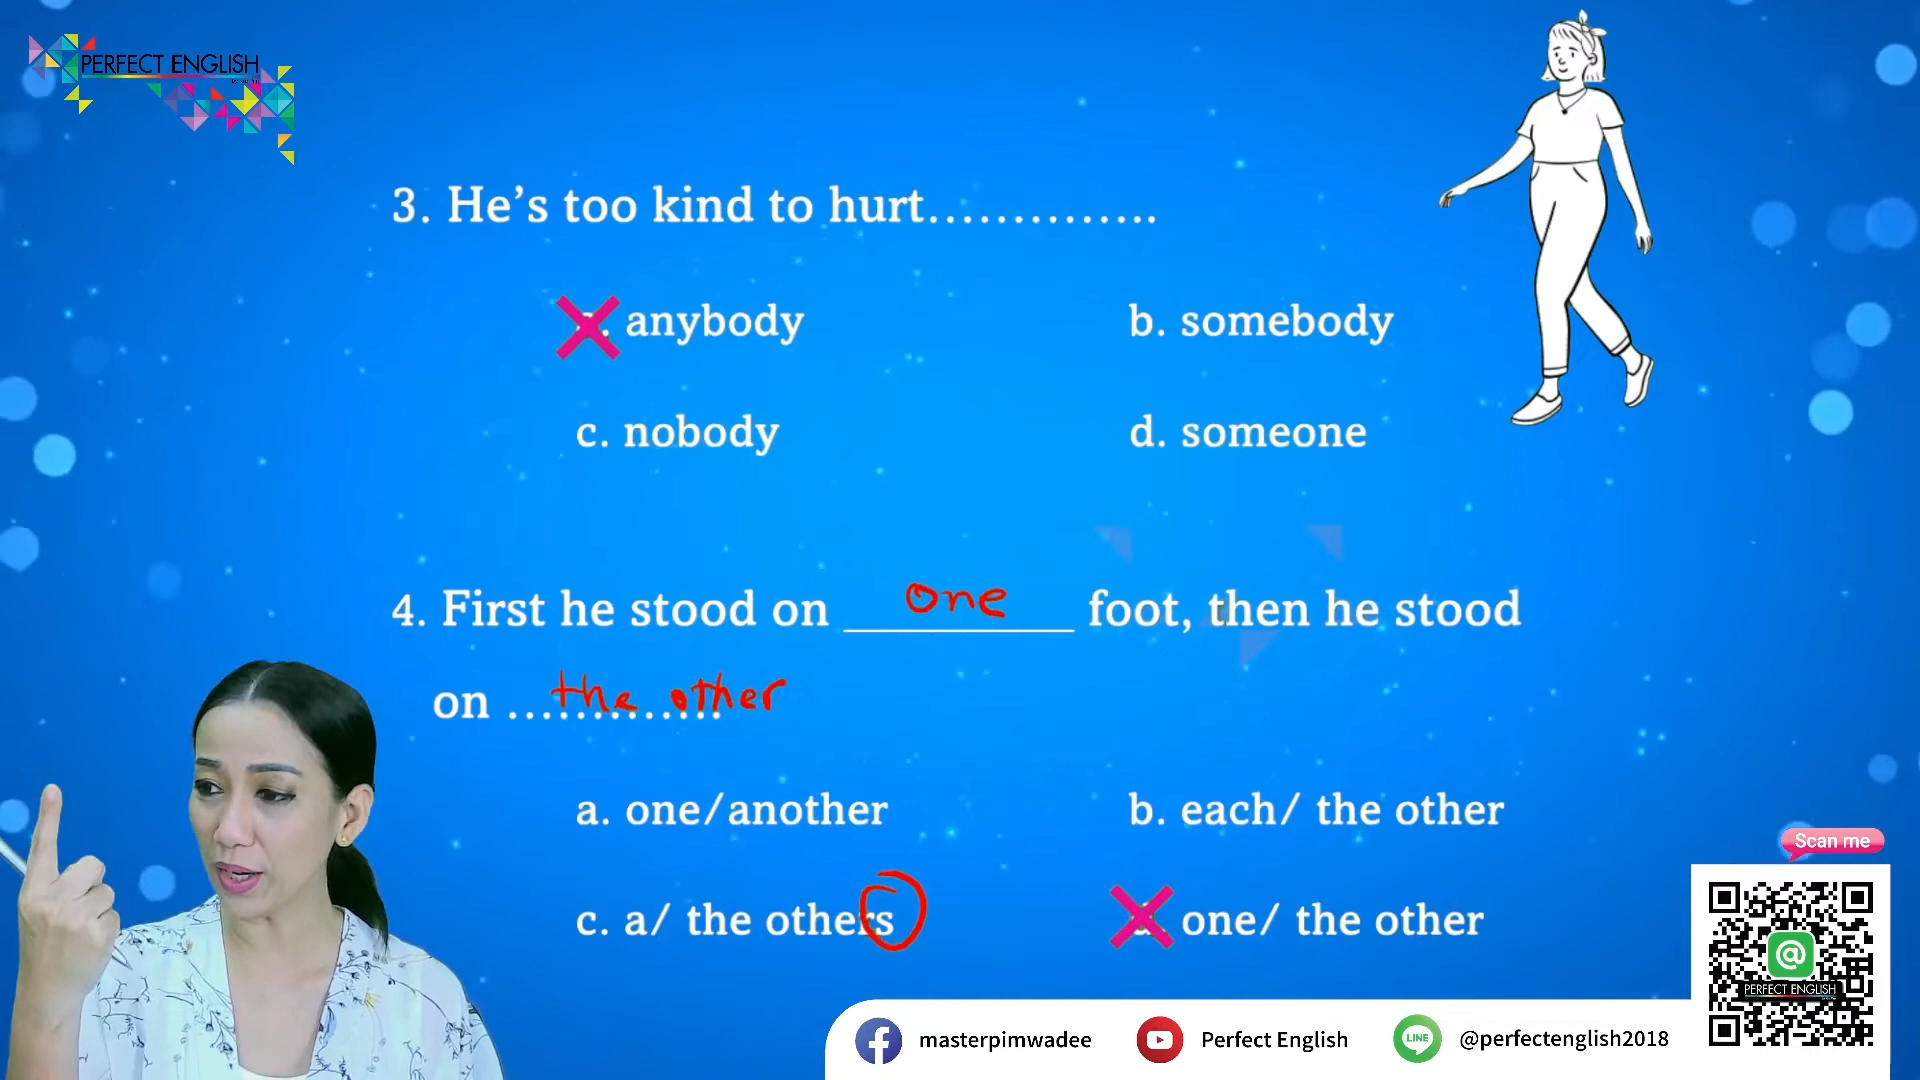 PERFECT ENGLISH
3. He’s too kind to hurt..............
anybody
b. somebody
c. nobody
d. someone
4. First he stood on one foot, then he stood
on ............. the other
a. one/another
b. each/ the other
c. a/ the others
one/ the other
Scan me
PERFECT ENGLISH
masterpimwadee
Perfect English
LINE
@perfectenglish2018